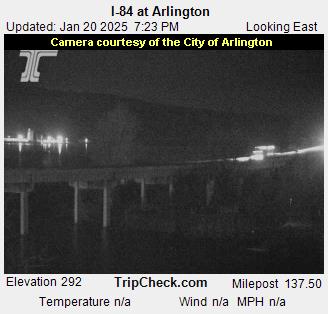 I-84 at Arlington
Updated: Jan 20 2025 7:23 PM Looking East
Camera courtesy of the City of Arlington
Elevation 292 TripCheck.com Milepost 137.50
Temperature n/a Wind n/a MPH n/a